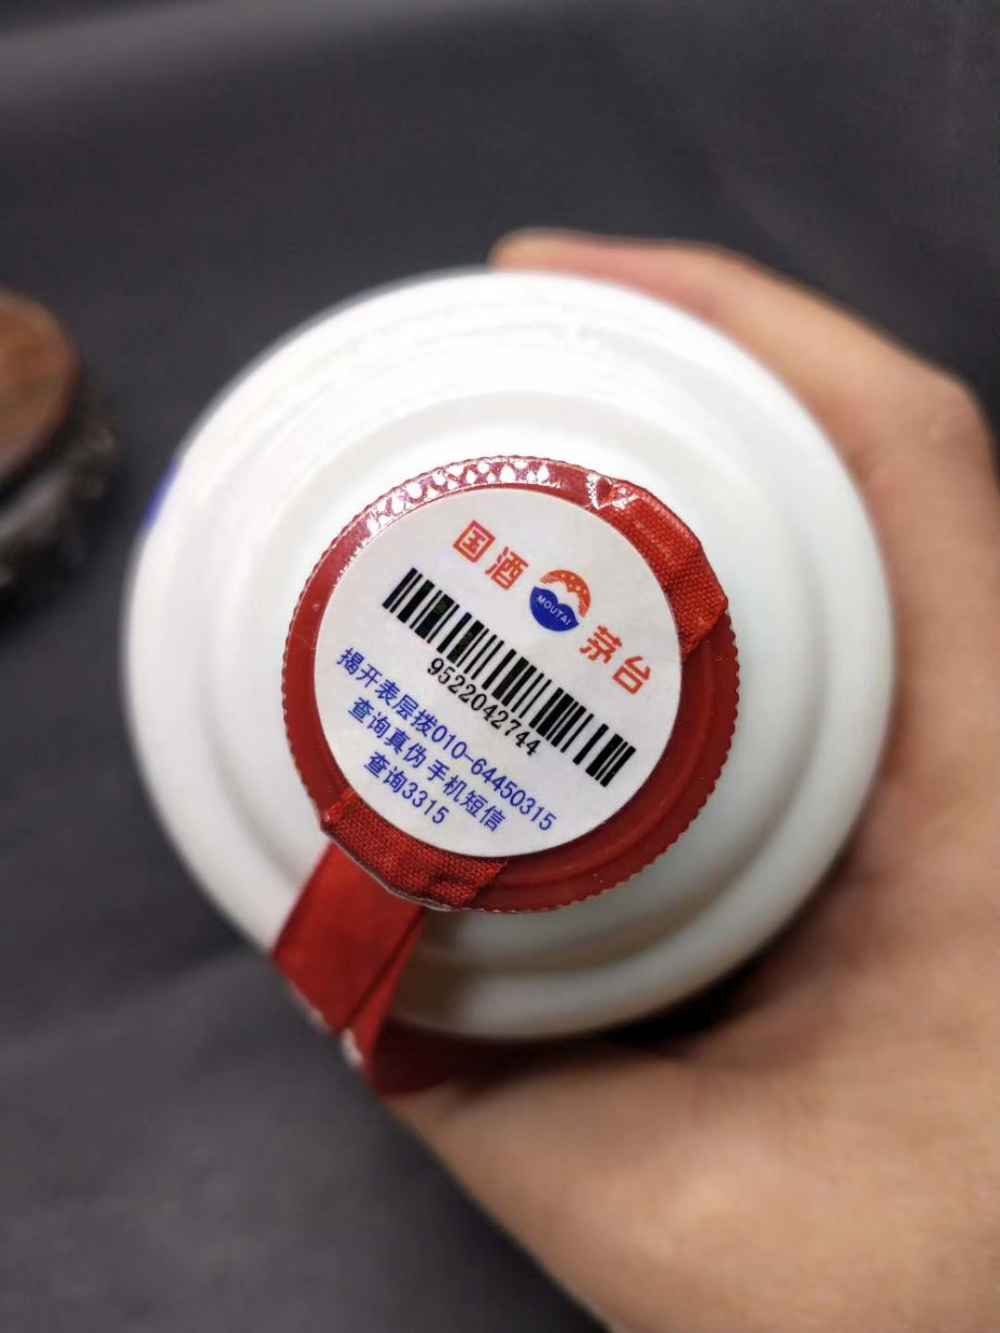 国酒 MOUTAI 茅台
9522042744
揭开表层拨010-64450315
查询真伪 手机短信
查询3315